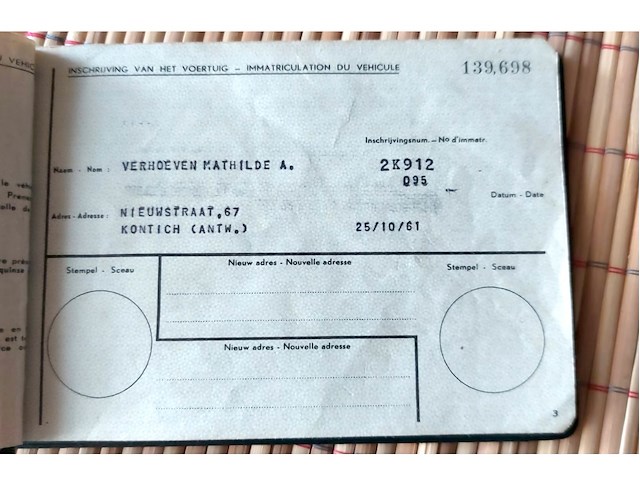 INSCHRIJVING VAN HET VOERTUIG – IMMATRICULATION DU VEHICULE
139,698
Inschrijvingsnum. – No d'immatr.
Naam - Nom : VERHOEVEN MATHILDE A.
2K912
095
Datum - Date
Adres - Adresse : NIEUWSTRAAT,67
KONTICH (ANTW.)
25/10/61
Stempel - Sceau
Nieuw adres - Nouvelle adresse
Stempel - Sceau
Nieuw adres - Nouvelle adresse
3